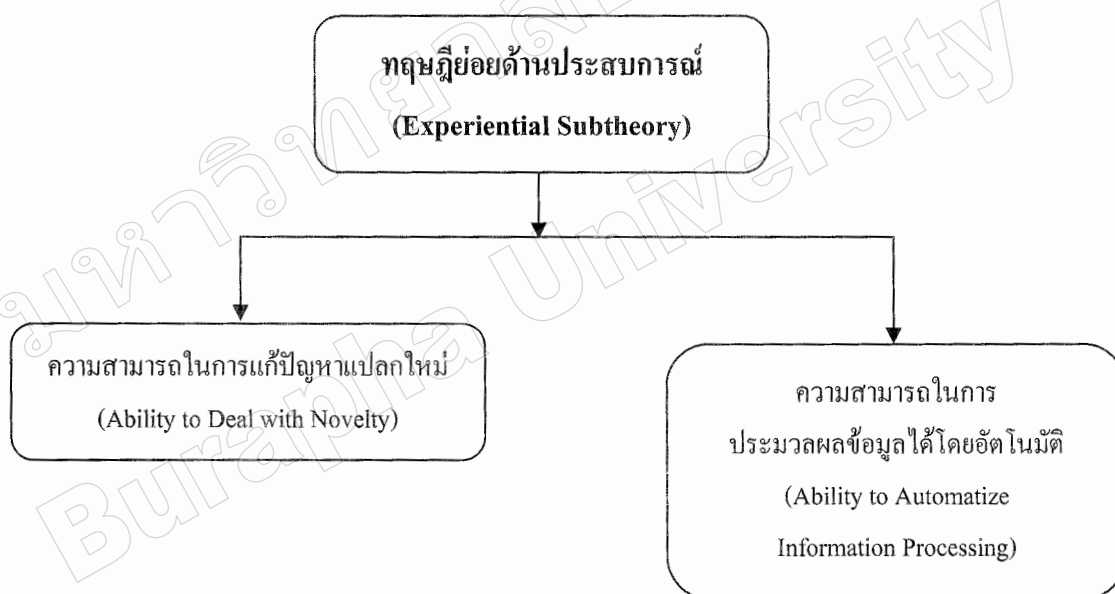 ทฤษฎีย่อยด้านประสบการณ์
(Experiential Subtheory)
ความสามารถในการแก้ปัญหาแปลกใหม่
(Ability to Deal with Novelty)
ความสามารถในการ
ประมวลผลข้อมูลได้โดยอัตโนมัติ
(Ability to Automatize
Information Processing)
Burapha University